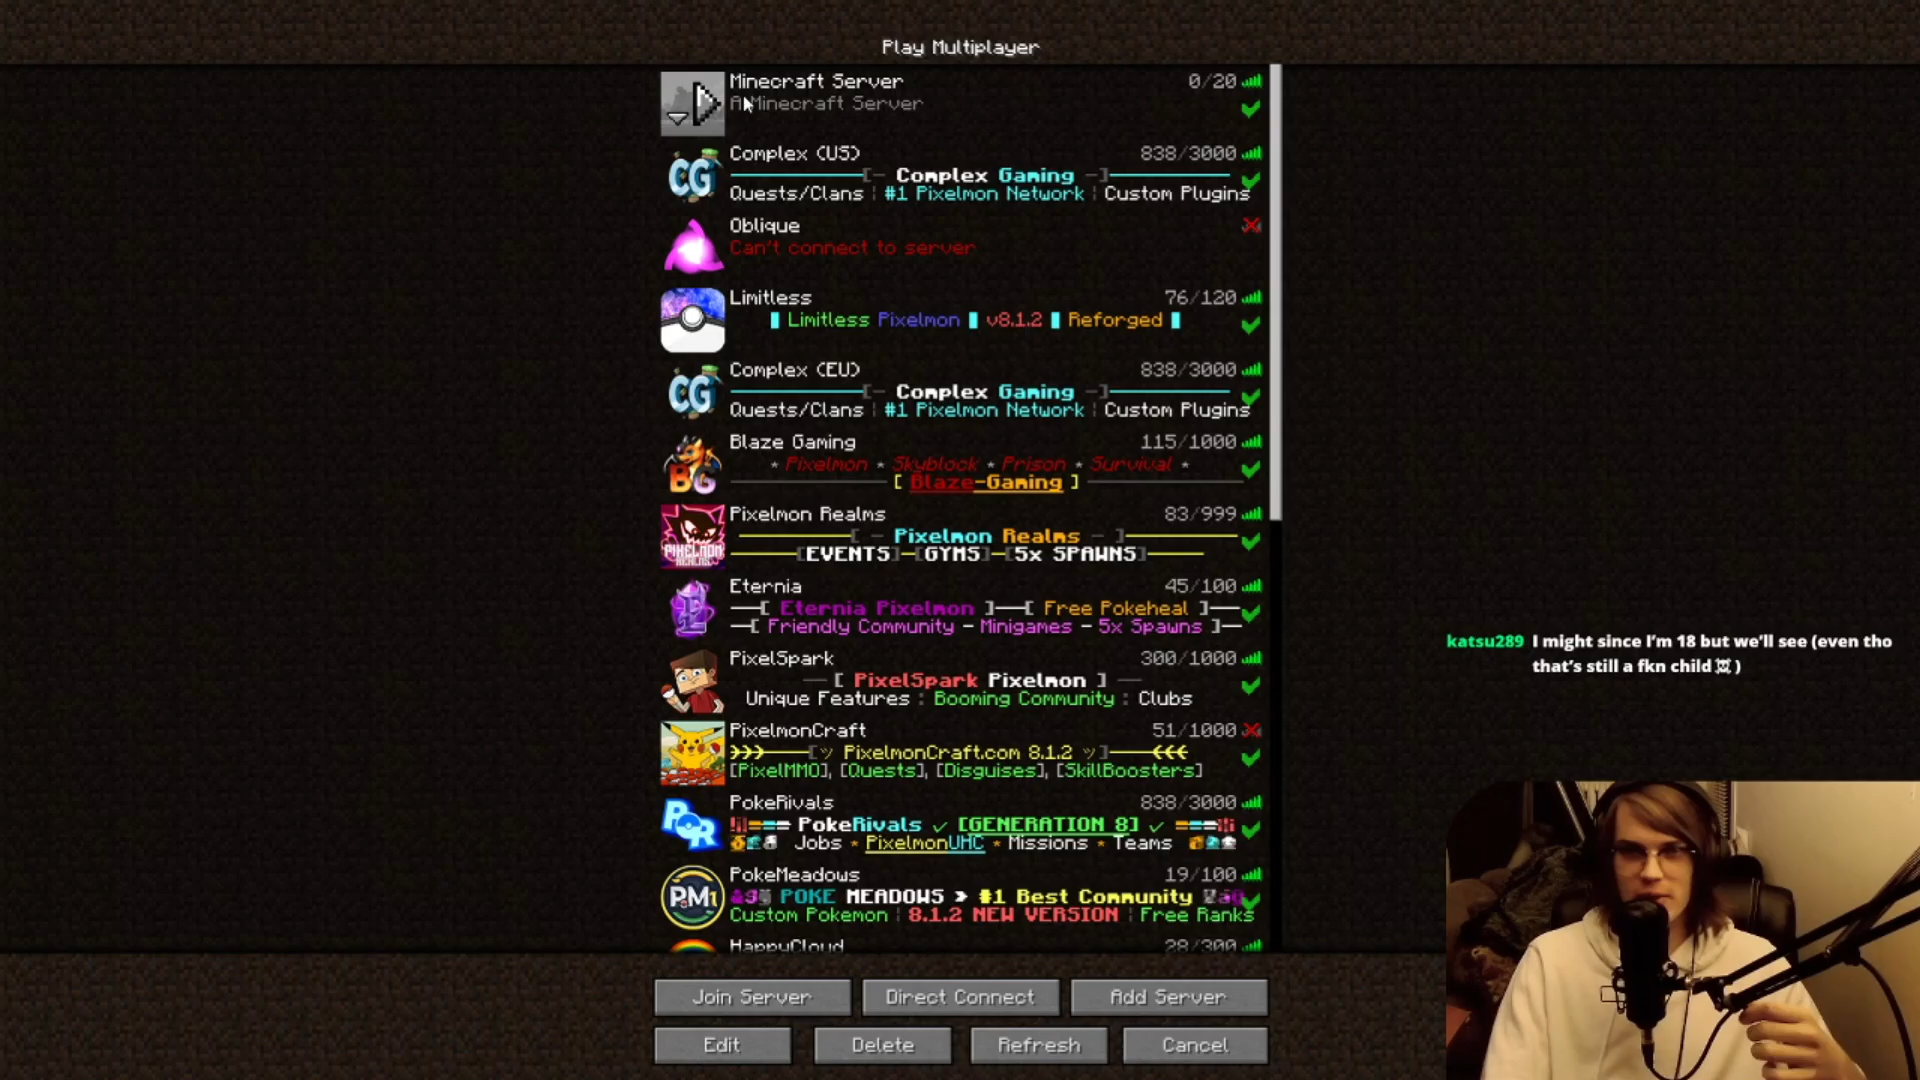 Play Multiplayer
Minecraft Server 0/20
A Minecraft Server
Complex (US) 838/3000
[- Complex Gaming -]
CG
Quests/Clans | #1 Pixelmon Network | Custom Plugins
Oblique
Can't connect to server
Limitless 76/120
Limitless Pixelmon v8.1.2 Reforged
Complex (EU) 838/3000
[- Complex Gaming -]
CG
Quests/Clans | #1 Pixelmon Network | Custom Plugins
Blaze Gaming 115/1000
* Pixelmon * Skyblock * Prison * Survival *
BG
[ Blaze-Gaming ]
Pixelmon Realms 83/999
[ - Pixelmon Realms - ]
PIXELMON
REALMS
[EVENTS]-[GYMS]-[5x SPAWNS]
Eternia 45/100
[ Eternia Pixelmon ]—[ Free Pokeheal ]
[ Friendly Community - Minigames - 5x Spawns ]
PixelSpark 300/1000
[ PixelSpark Pixelmon ]
Unique Features : Booming Community : Clubs
PixelmonCraft 51/1000
[ツ PixelmonCraft.com 8.1.2 ツ]
[PixelMMO], [Quests], [Disguises], [SkillBoosters]
PokeRivals 838/3000
PokeRivals ✓ [GENERATION 8] ✓
Jobs * PixelmonUHC * Missions * Teams
PokeMeadows 19/100
POKE MEADOWS > #1 Best Community
PM1
Custom Pokemon | 8.1.2 NEW VERSION | Free Ranks
HappyCloud 28/300
katsu289 I might since I'm 18 but we'll see (even tho
that's still a fkn child ☠ )
Join Server Direct Connect Add Server
Edit Delete Refresh Cancel